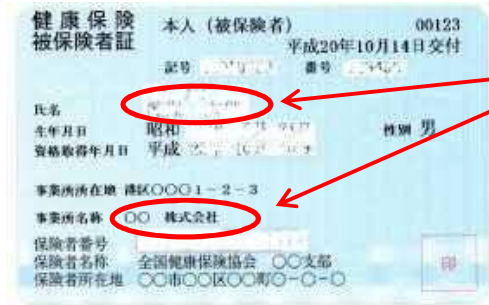 健康保険 本人（被保険者） 00123
被保険者証 平成20年10月14日交付
記号 番号
氏名
生年月日 昭和 性別 男
資格取得年月日 平成
事業所所在地 港区○○○1-2-3
事業所名称 ○○ 株式会社
保険者番号
保険者名称 全国健康保険協会 ○○支部
保険者所在地 ○○市○○区○○町○-○-○
印